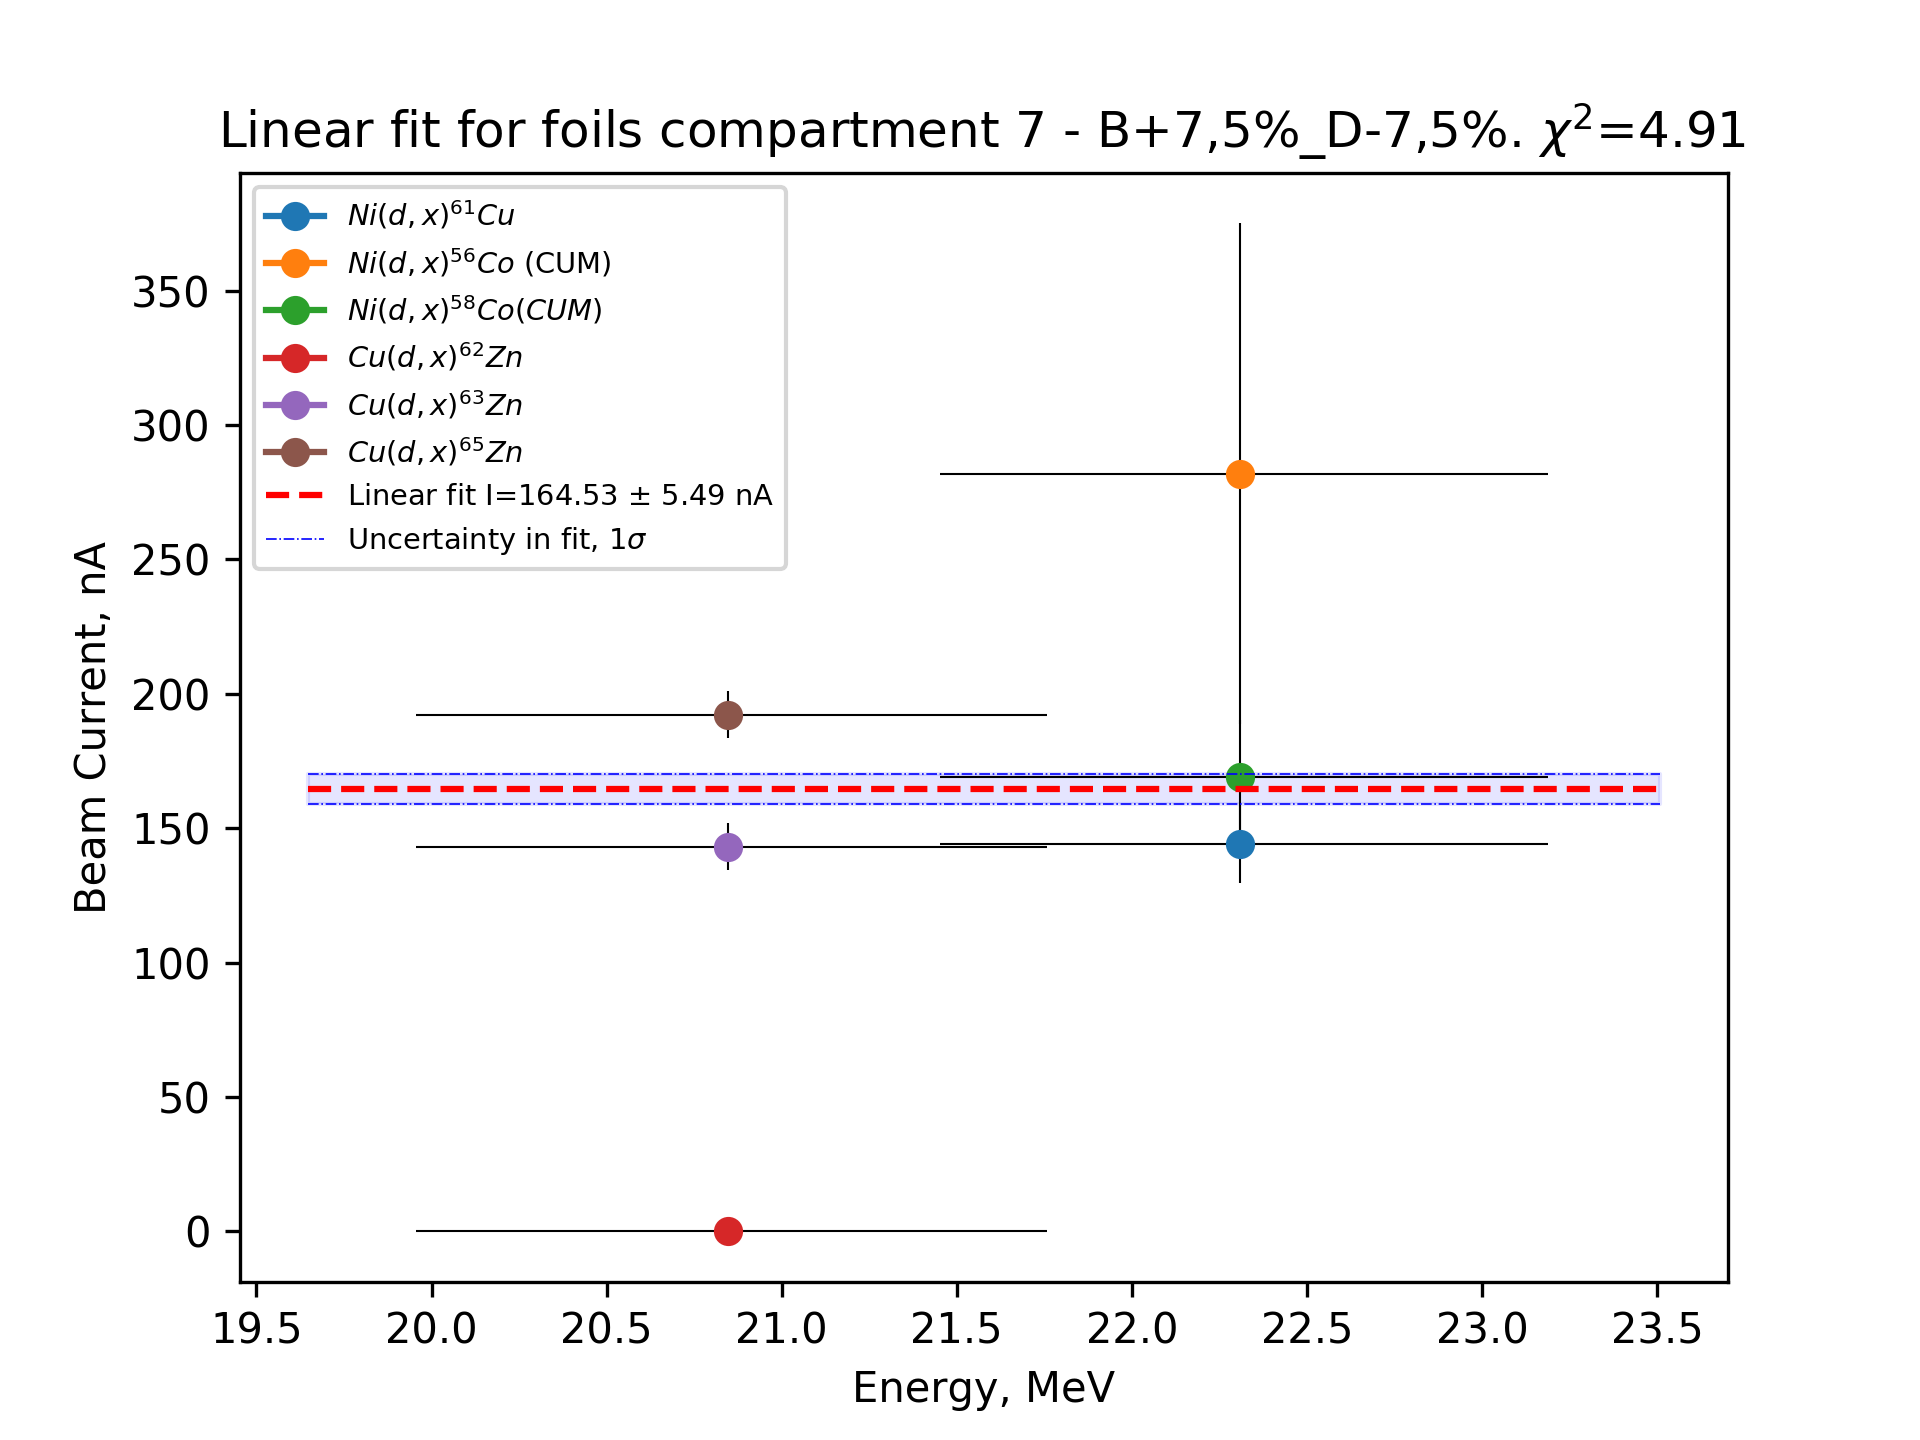 Linear fit for foils compartment 7 - B+7,5%_D-7,5%. χ²=4.91
Ni(d, x)⁶¹Cu
Ni(d, x)⁵⁶Co (CUM)
Ni(d, x)⁵⁸Co(CUM)
Cu(d, x)⁶²Zn
Cu(d, x)⁶³Zn
Cu(d, x)⁶⁵Zn
Linear fit I=164.53 ± 5.49 nA
Uncertainty in fit, 1σ
Beam Current, nA
350
300
250
200
150
100
50
0
19.5 20.0 20.5 21.0 21.5 22.0 22.5 23.0 23.5
Energy, MeV